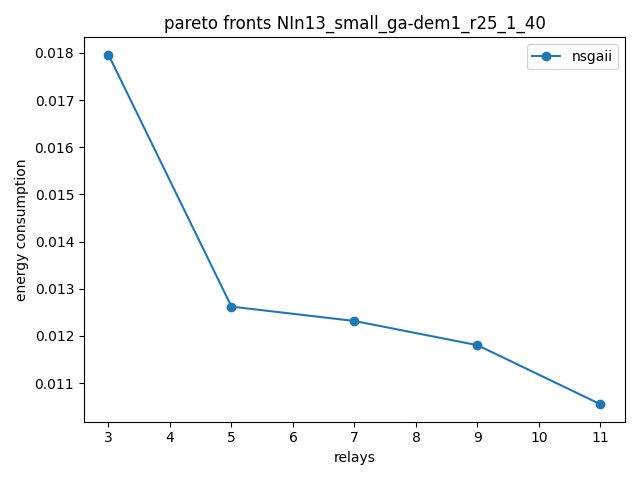 pareto fronts NIn13_small_ga-dem1_r25_1_40
nsgaii
0.018
0.017
0.016
0.015
0.014
0.013
0.012
0.011
energy consumption
3 4 5 6 7 8 9 10 11
relays